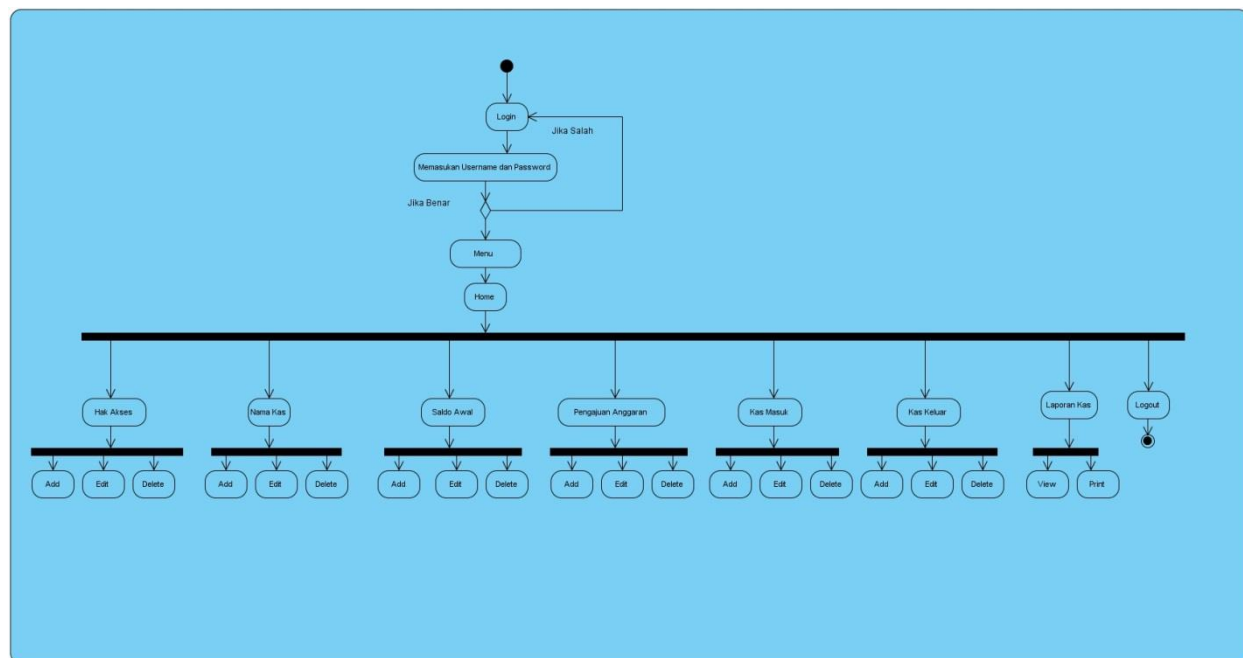 Login
Jika Salah
Memasukan Username dan Password
Jika Benar
Menu
Home
Hak Akses
Nama Kas
Saldo Awal
Pengajuan Anggaran
Kas Masuk
Kas Keluar
Laporan Kas
Logout
Add
Edit
Delete
Add
Edit
Delete
Add
Edit
Delete
Add
Edit
Delete
Add
Edit
Delete
Add
Edit
Delete
View
Print